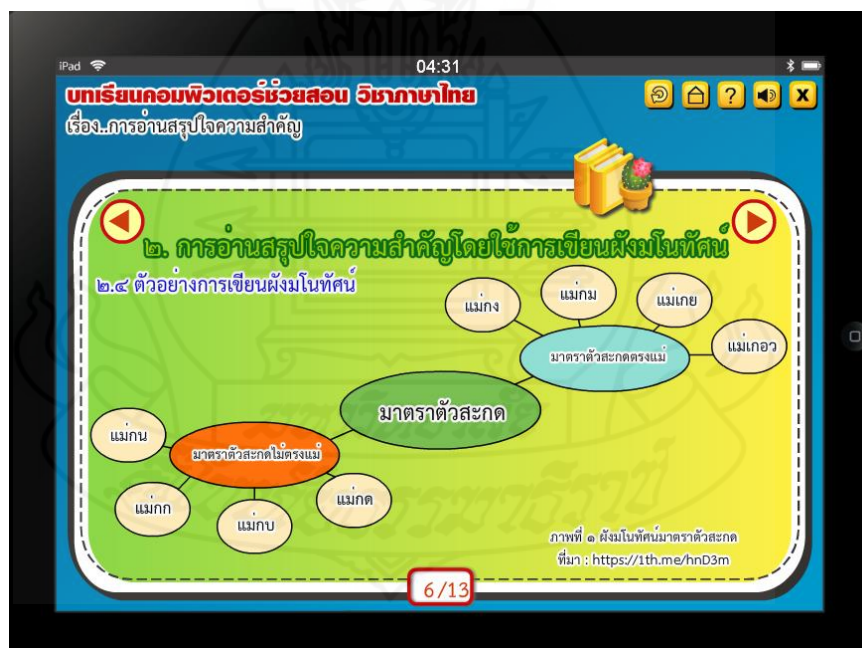 iPad
04:31
บทเรียนคอมพิวเตอร์ช่วยสอน วิชาภาษาไทย
เรื่อง..การอ่านสรุปใจความสำคัญ
?
X
๒. การอ่านสรุปใจความสำคัญโดยใช้การเขียนผังมโนทัศน์
๒.๔ ตัวอย่างการเขียนผังมโนทัศน์
แม่กง
แม่กม
แม่เกย
แม่เกอว
มาตราตัวสะกดตรงแม่
มาตราตัวสะกด
มาตราตัวสะกดไม่ตรงแม่
แม่กน
แม่กก
แม่กบ
แม่กด
ภาพที่ ๑ ผังมโนทัศน์มาตราตัวสะกด
ที่มา : https://1th.me/hnD3m
6/13